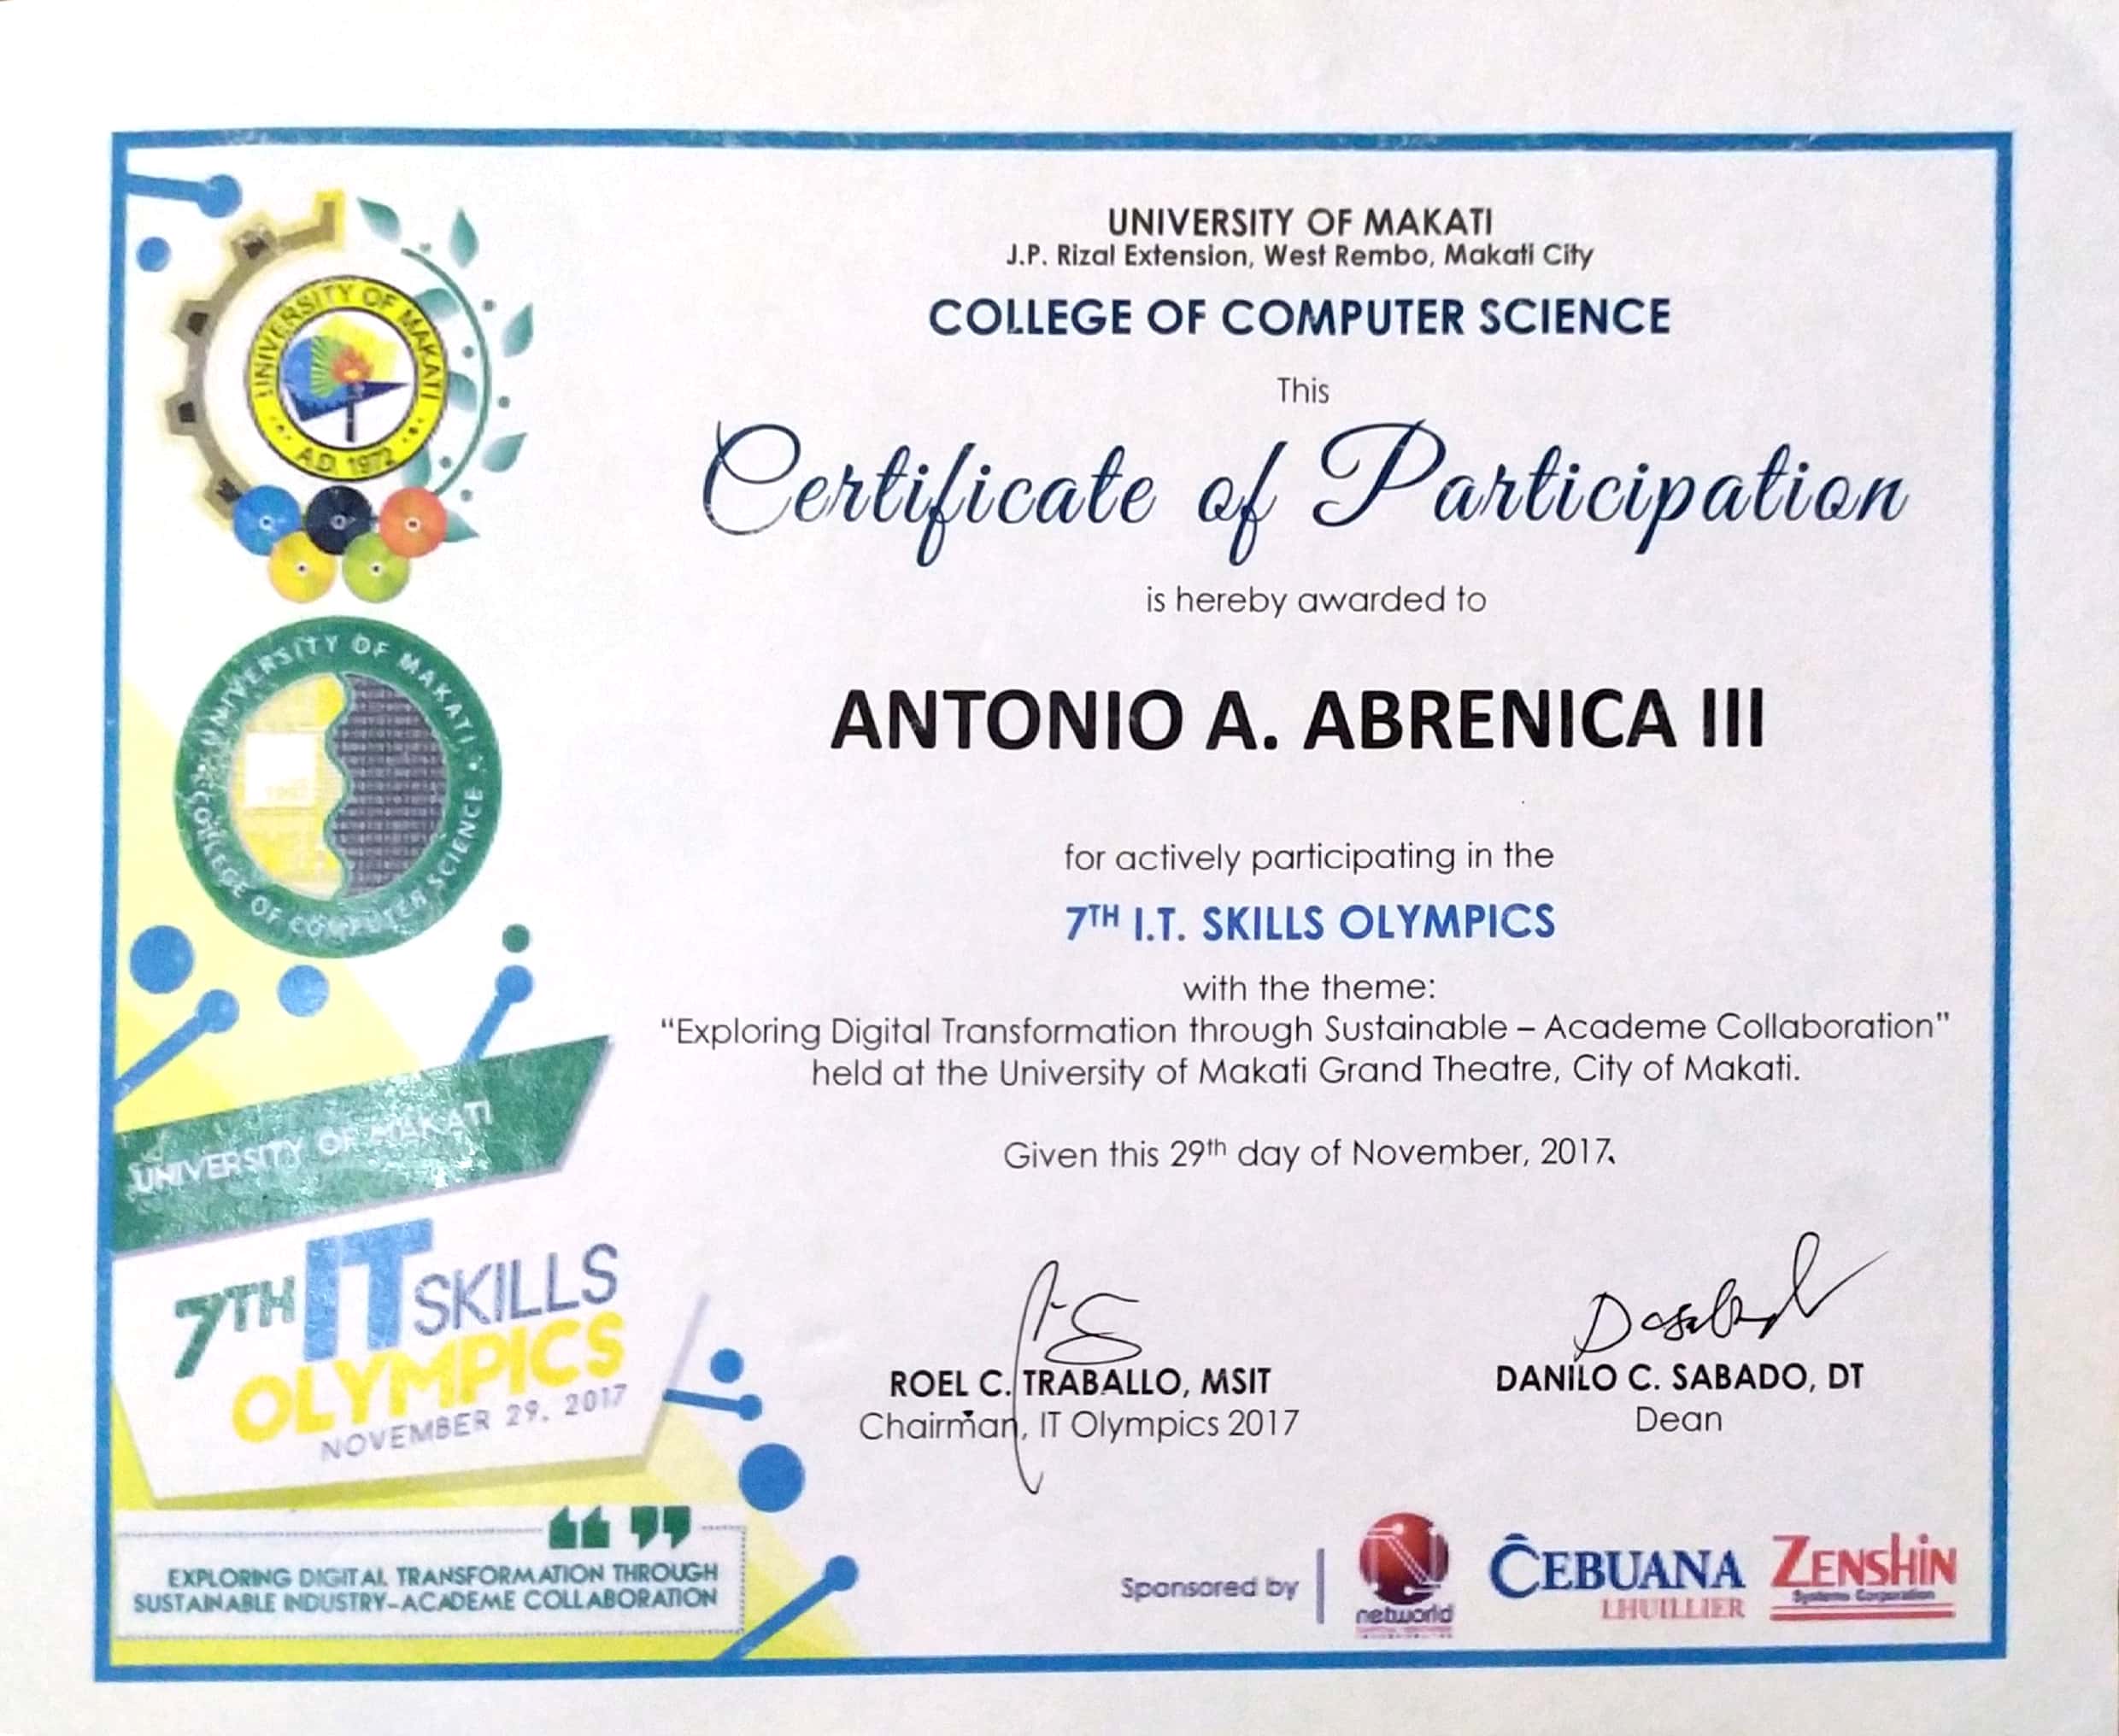 UNIVERSITY OF MAKATI
J.P. Rizal Extension, West Rembo, Makati City
COLLEGE OF COMPUTER SCIENCE
This
Certificate of Participation
is hereby awarded to
ANTONIO A. ABRENICA III
for actively participating in the
7TH I.T. SKILLS OLYMPICS
with the theme:
“Exploring Digital Transformation through Sustainable – Academe Collaboration"
held at the University of Makati Grand Theatre, City of Makati.
Given this 29th day of November, 2017.
ROEL C. TRABALLO, MSIT
Chairman, IT Olympics 2017
DANILO C. SABADO, DT
Dean
Sponsored by
networld
CEBUANA
LHUILLIER
ZENSHIN
Systems Corporation
UNIVERSITY OF MAKATI
A.D. 1972
UNIVERSITY OF MAKATI
COLLEGE OF COMPUTER SCIENCE
UNIVERSITY OF MAKATI
7TH IT SKILLS
OLYMPICS
NOVEMBER 29, 2017
EXPLORING DIGITAL TRANSFORMATION THROUGH
SUSTAINABLE INDUSTRY-ACADEME COLLABORATION